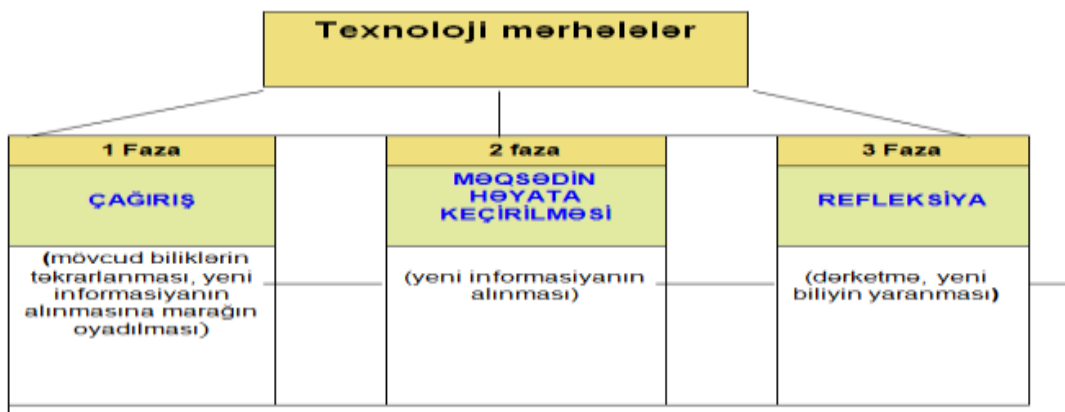 Texnoloji mərhələlər
1 Faza
ÇAĞIRIŞ
(mövcud biliklərin
təkrarlanması, yeni
informasiyanın
alınmasına marağın
oyadılması)
2 faza
MƏQSƏDİN
HƏYATA
KEÇİRİLMƏSİ
(yeni informasiyanın
alınması)
3 Faza
REFLEKSİYA
(dərketmə, yeni
biliyin yaranması)